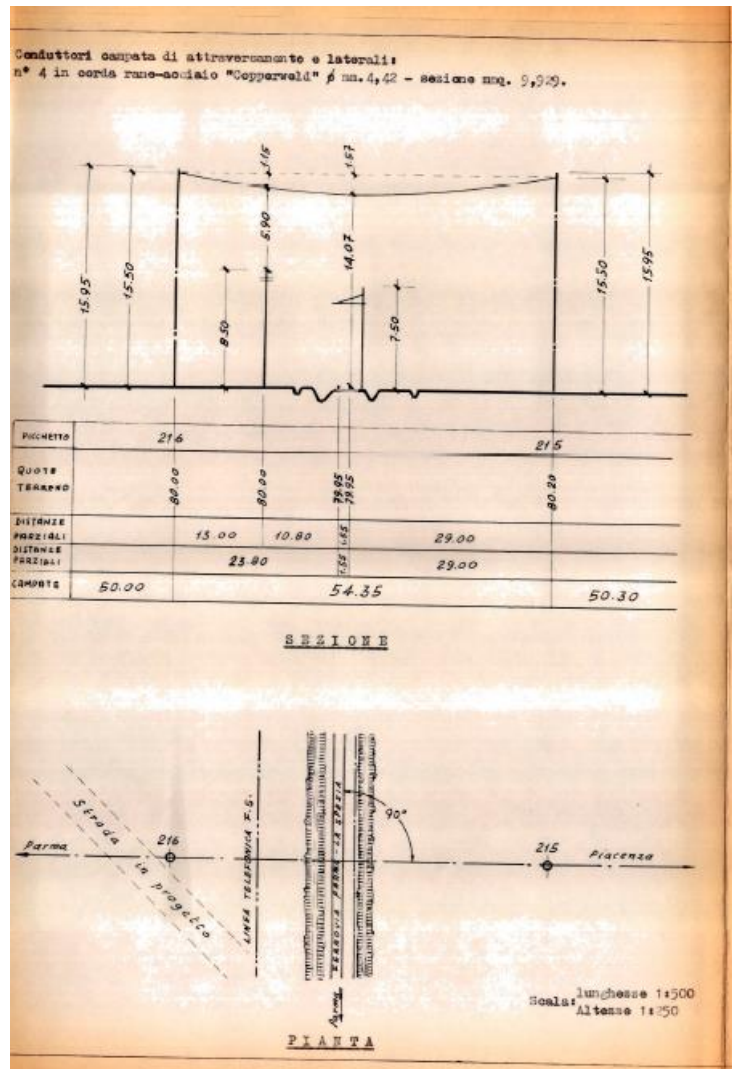 Conduttori campata di attraversamento e laterali:
n° 4 in corda rame-acciaio "Copperweld" ø mm. 4,42 - sezione mmq. 9,929.
1.15
1.57
15.95
15.50
8.50
5.90
14.07
7.50
15.50
15.95
PICCHETTO 216 215
QUOTE
TERRENO 80.00 80.00 79.95 79.95 80.20
DISTANZE
PARZIALI 13.00 10.80 1.55 29.00
DISTANZE
PARZIALI 23.80 1.55 29.00
CAMPATE 50.00 54.35 50.30
SEZIONE
Strada in progetto
LINEA TELEFONICA F.S.
FERROVIA PARMA-LA SPEZIA
90°
Parma
216
215
Piacenza
Parma
Scala: lunghesse 1:500
Altesse 1:250
PIANTA